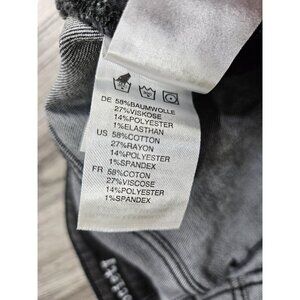 DE 58%BAUMWOLLE
27%VISKOSE
14%POLYESTER
1%ELASTHAN
US 58%COTTON
27%RAYON
14%POLYESTER
1%SPANDEX
FR 58%COTON
27%VISCOSE
14%POLYESTER
1%SPANDEX